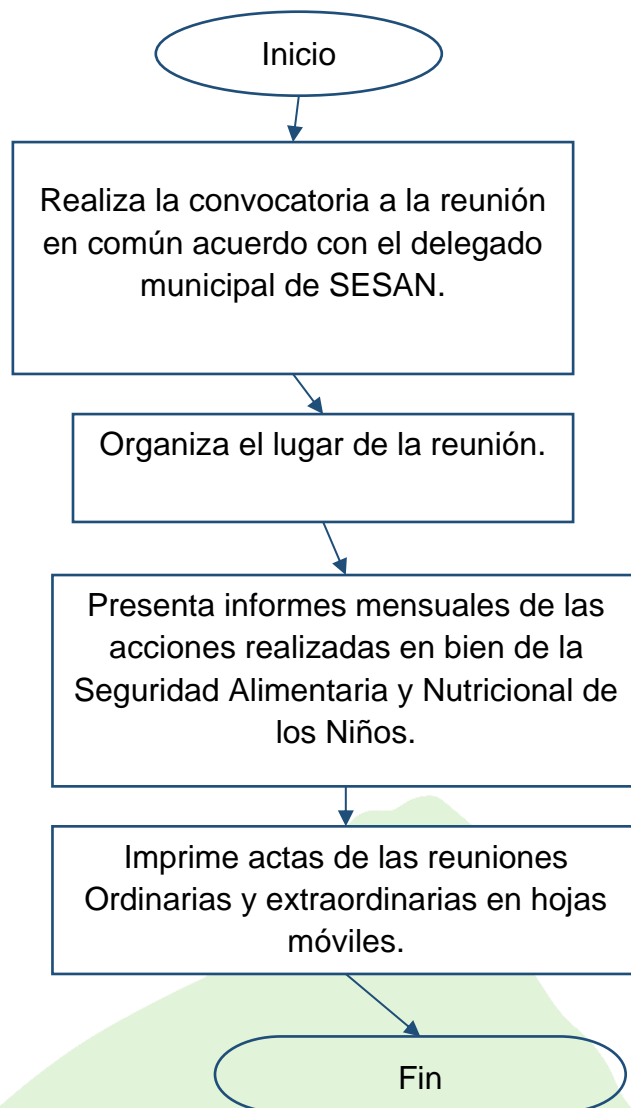 Inicio
Realiza la convocatoria a la reunión
en común acuerdo con el delegado
municipal de SESAN.
Organiza el lugar de la reunión.
Presenta informes mensuales de las
acciones realizadas en bien de la
Seguridad Alimentaria y Nutricional de
los Niños.
Imprime actas de las reuniones
Ordinarias y extraordinarias en hojas
móviles.
Fin